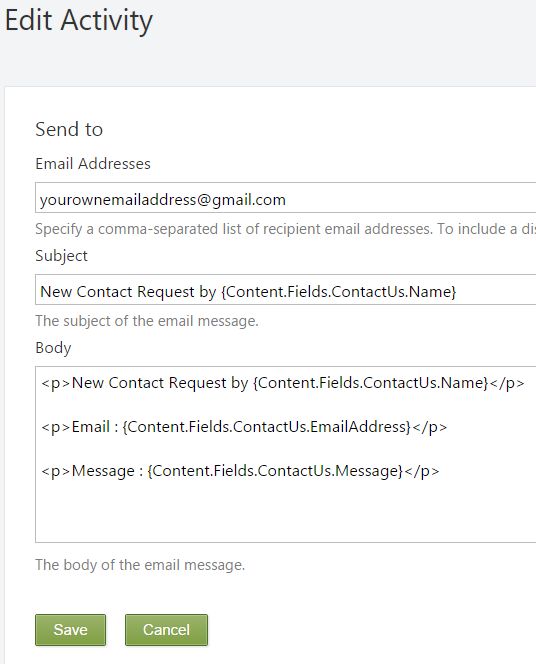 Edit Activity
Send to
Email Addresses
yourownemailaddress@gmail.com
Specify a comma-separated list of recipient email addresses. To include a
Subject
New Contact Request by {Content.Fields.ContactUs.Name}
The subject of the email message.
Body
<p>New Contact Request by {Content.Fields.ContactUs.Name}</p>
<p>Email : {Content.Fields.ContactUs.EmailAddress}</p>
<p>Message : {Content.Fields.ContactUs.Message}</p>
The body of the email message.
Save
Cancel